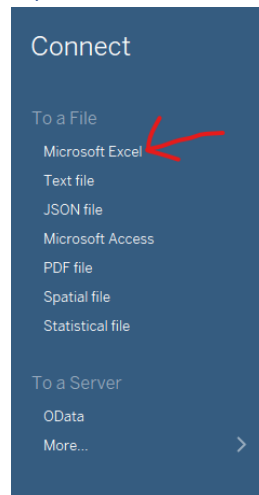 Connect
To a File
Microsoft Excel
Text file
JSON file
Microsoft Access
PDF file
Spatial file
Statistical file
To a Server
OData
More...